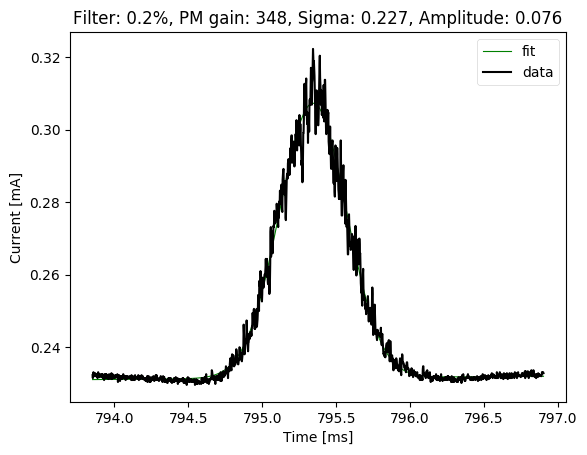 Filter: 0.2%, PM gain: 348, Sigma: 0.227, Amplitude: 0.076
fit
data
0.32
0.30
0.28
0.26
0.24
Current [mA]
794.0 794.5 795.0 795.5 796.0 796.5 797.0
Time [ms]